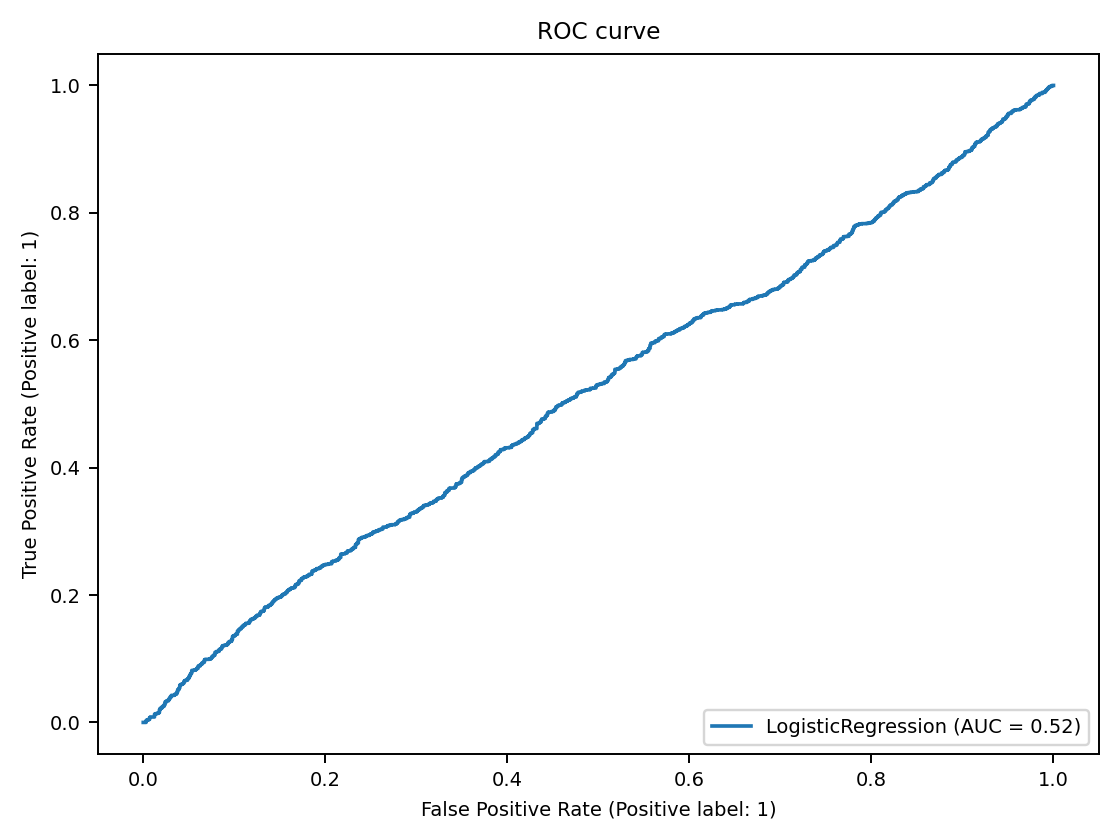 ROC curve
True Positive Rate (Positive label: 1)
1.0
0.8
0.6
0.4
0.2
0.0
LogisticRegression (AUC = 0.52)
0.0 0.2 0.4 0.6 0.8 1.0
False Positive Rate (Positive label: 1)